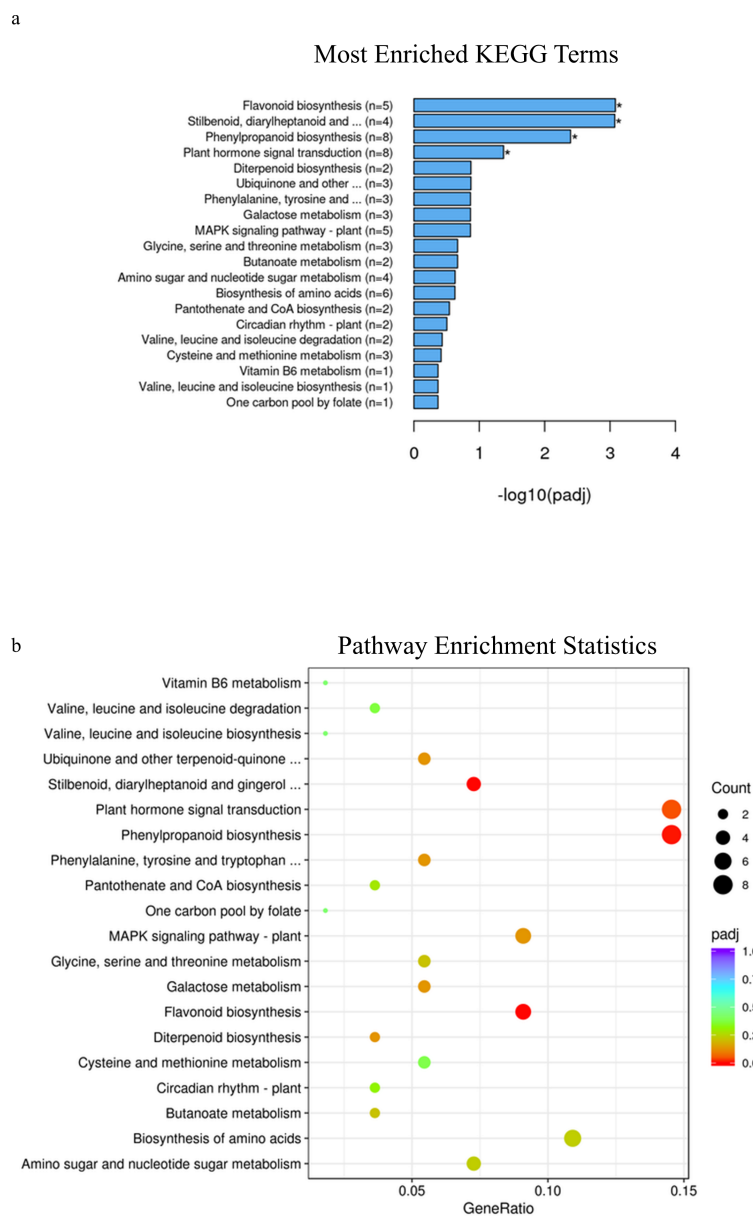 a
Most Enriched KEGG Terms
Flavonoid biosynthesis (n=5)
*
Stilbenoid, diarylheptanoid and ... (n=4)
*
Phenylpropanoid biosynthesis (n=8)
*
Plant hormone signal transduction (n=8)
*
Diterpenoid biosynthesis (n=2)
Ubiquinone and other ... (n=3)
Phenylalanine, tyrosine and ... (n=3)
Galactose metabolism (n=3)
MAPK signaling pathway - plant (n=5)
Glycine, serine and threonine metabolism (n=3)
Butanoate metabolism (n=2)
Amino sugar and nucleotide sugar metabolism (n=4)
Biosynthesis of amino acids (n=6)
Pantothenate and CoA biosynthesis (n=2)
Circadian rhythm - plant (n=2)
Valine, leucine and isoleucine degradation (n=2)
Cysteine and methionine metabolism (n=3)
Vitamin B6 metabolism (n=1)
Valine, leucine and isoleucine biosynthesis (n=1)
One carbon pool by folate (n=1)
0 1 2 3 4
-log10(padj)
b
Pathway Enrichment Statistics
Vitamin B6 metabolism
Valine, leucine and isoleucine degradation
Valine, leucine and isoleucine biosynthesis
Ubiquinone and other terpenoid-quinone ...
Stilbenoid, diarylheptanoid and gingerol ...
Plant hormone signal transduction
Phenylpropanoid biosynthesis
Phenylalanine, tyrosine and tryptophan ...
Pantothenate and CoA biosynthesis
One carbon pool by folate
MAPK signaling pathway - plant
Glycine, serine and threonine metabolism
Galactose metabolism
Flavonoid biosynthesis
Diterpenoid biosynthesis
Cysteine and methionine metabolism
Circadian rhythm - plant
Butanoate metabolism
Biosynthesis of amino acids
Amino sugar and nucleotide sugar metabolism
0.05 0.10 0.15
GeneRatio
Count
2
4
6
8
padj